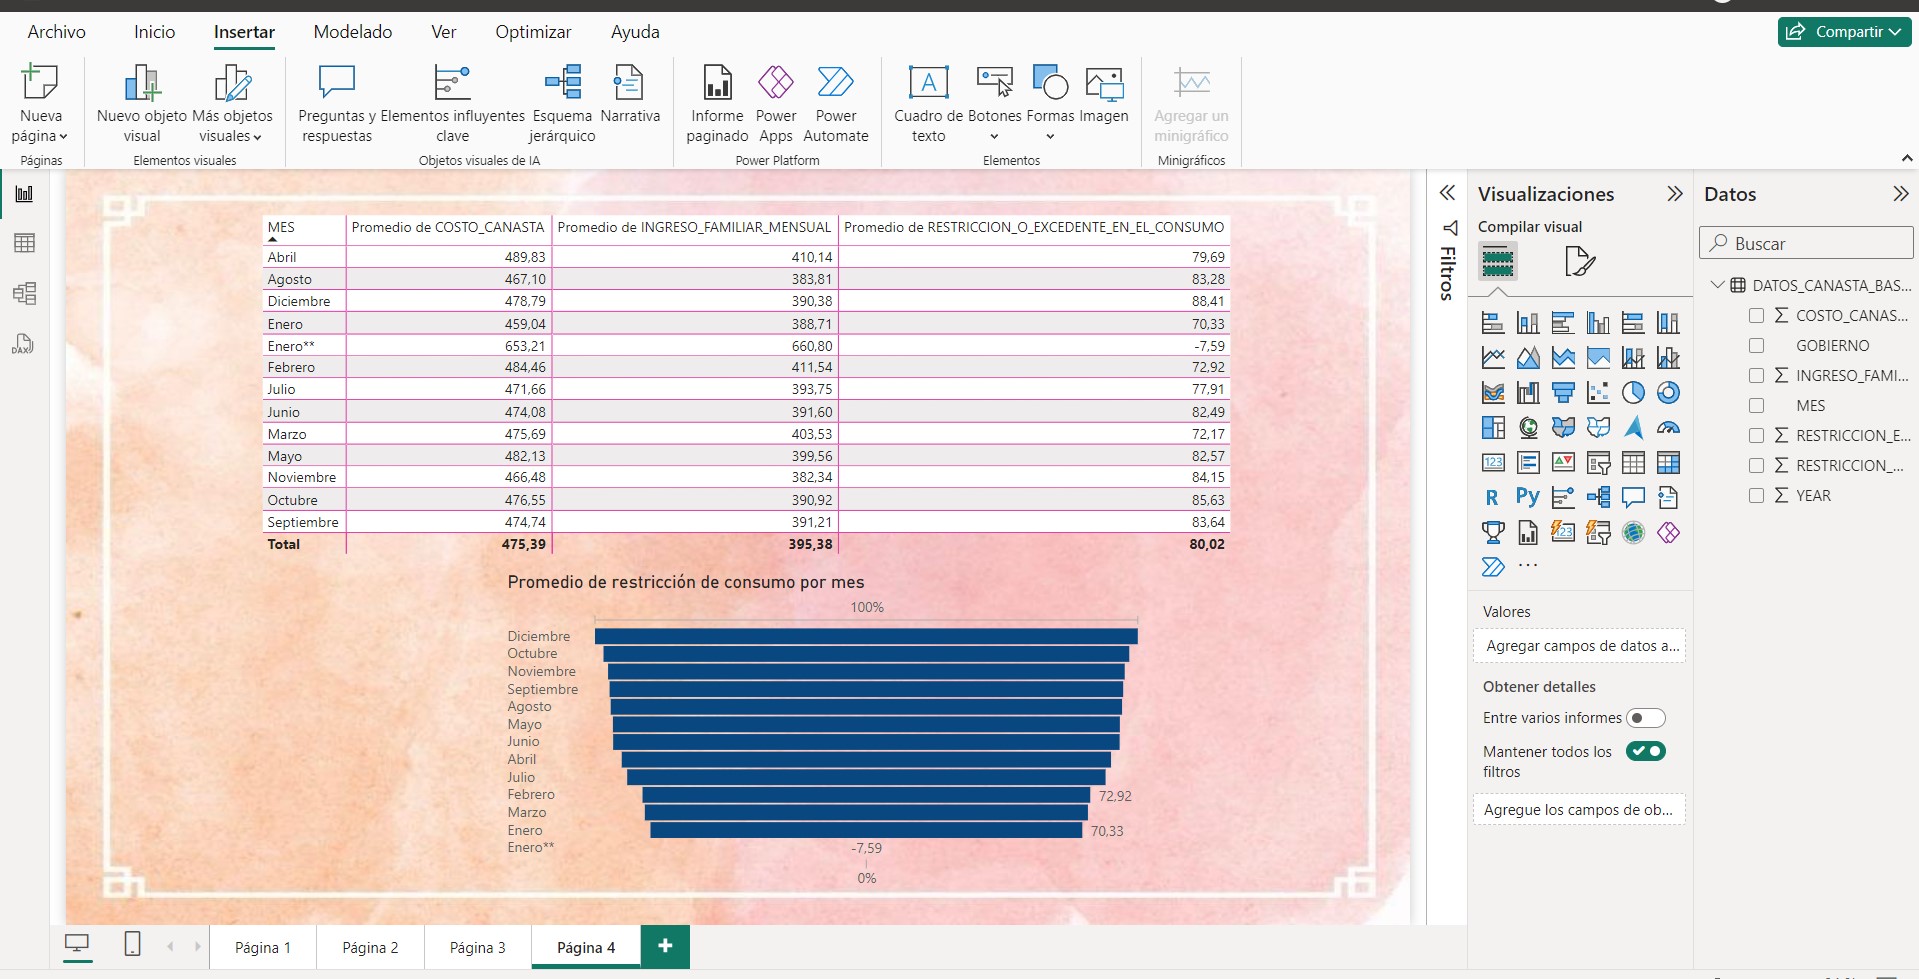 Archivo Inicio Insertar Modelado Ver Optimizar Ayuda Compartir
Nueva página
Nuevo objeto visual
Más objetos visuales
Preguntas y respuestas
Elementos influyentes clave
Esquema jerárquico
Narrativa
Informe paginado
Power Apps
Power Automate
Cuadro de texto
Botones
Formas
Imagen
Agregar un minigráfico
Páginas Elementos visuales Objetos visuales de IA Power Platform Elementos Minigráficos
MES Promedio de COSTO_CANASTA Promedio de INGRESO_FAMILIAR_MENSUAL Promedio de RESTRICCION_O_EXCEDENTE_EN_EL_CONSUMO
Abril 489,83 410,14 79,69
Agosto 467,10 383,81 83,28
Diciembre 478,79 390,38 88,41
Enero 459,04 388,71 70,33
Enero** 653,21 660,80 -7,59
Febrero 484,46 411,54 72,92
Julio 471,66 393,75 77,91
Junio 474,08 391,60 82,49
Marzo 475,69 403,53 72,17
Mayo 482,13 399,56 82,57
Noviembre 466,48 382,34 84,15
Octubre 476,55 390,92 85,63
Septiembre 474,74 391,21 83,64
Total 475,39 395,38 80,02
Promedio de restricción de consumo por mes
100%
Diciembre
Octubre
Noviembre
Septiembre
Agosto
Mayo
Junio
Abril
Julio
Febrero 72,92
Marzo
Enero 70,33
Enero** -7,59
0%
Filtros
Visualizaciones
Compilar visual
123
R Py
123
Valores
Agregar campos de datos a...
Obtener detalles
Entre varios informes
Mantener todos los
filtros
Agregue los campos de ob...
Datos
Buscar
DATOS_CANASTA_BAS...
∑ COSTO_CANAS...
GOBIERNO
∑ INGRESO_FAMI...
MES
∑ RESTRICCION_E...
∑ RESTRICCION_...
∑ YEAR
DAX
Página 1 Página 2 Página 3 Página 4 +